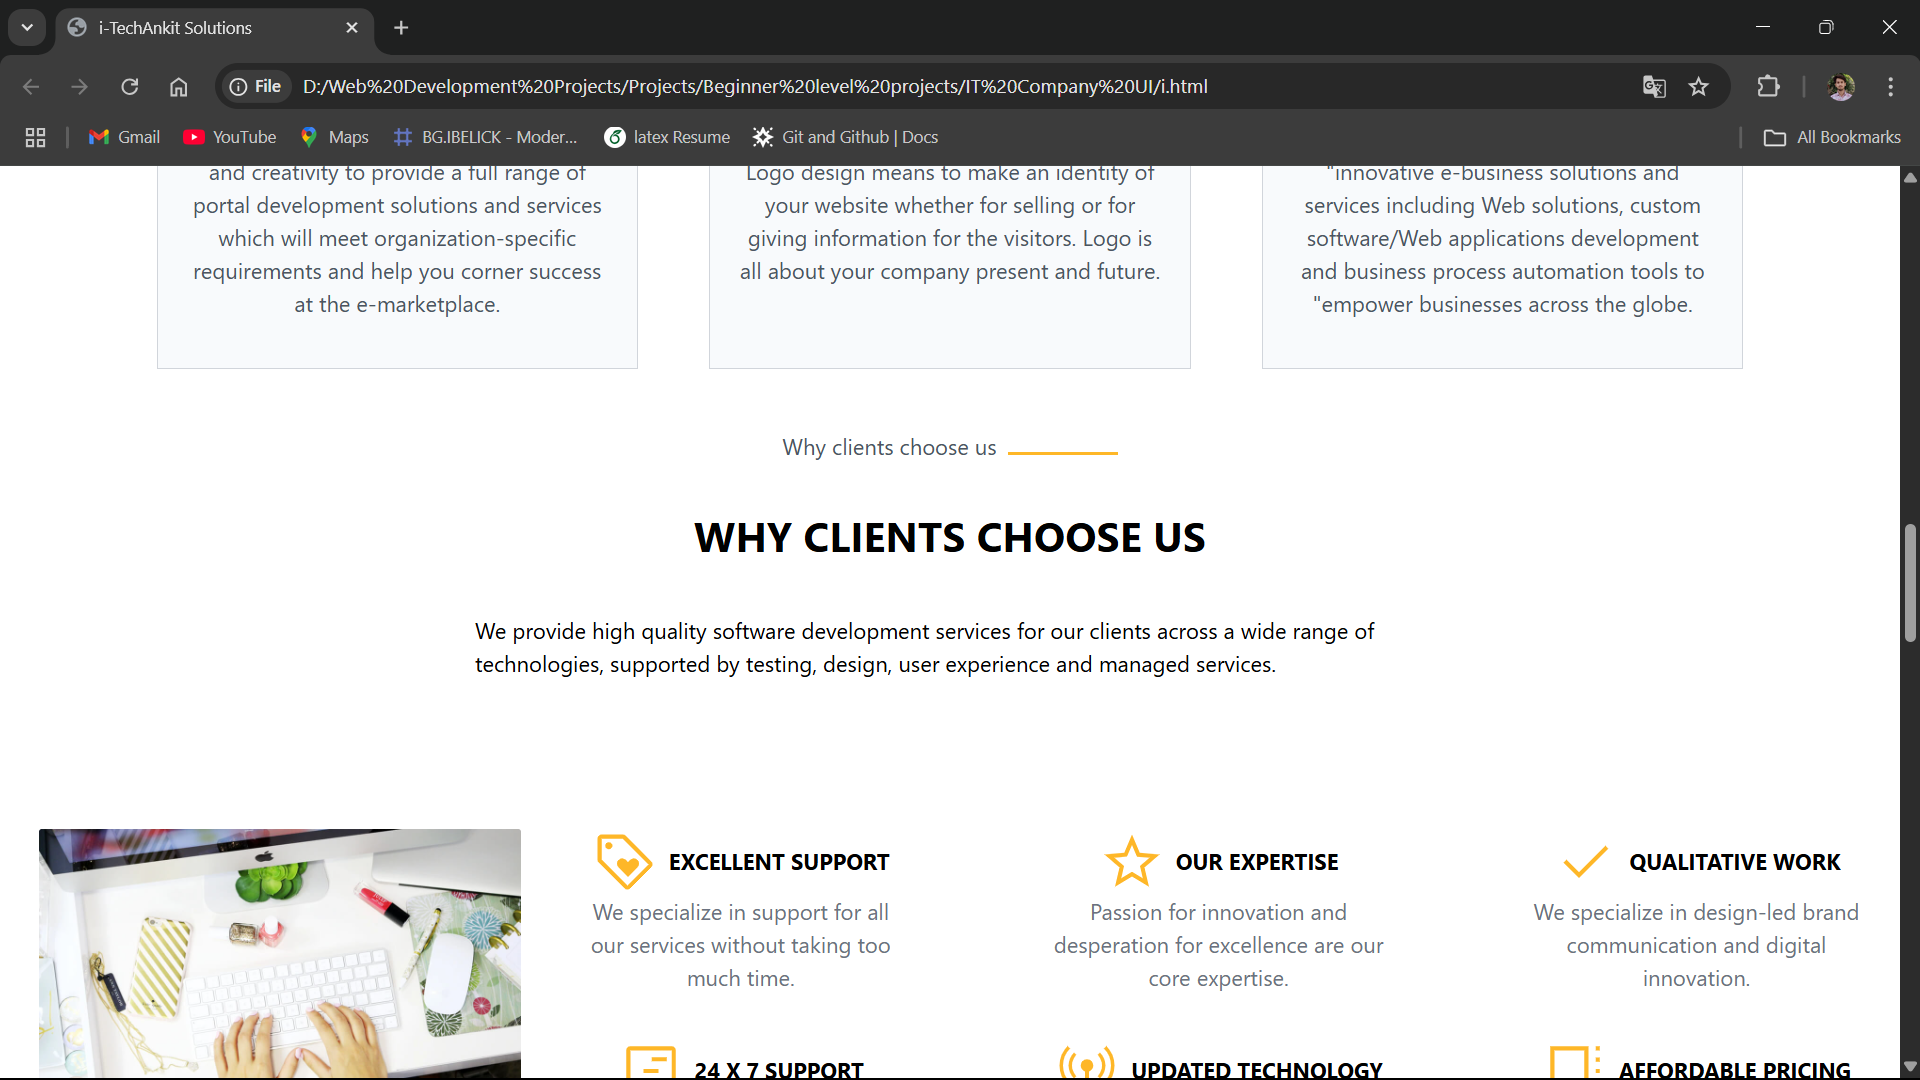 i-TechAnkit Solutions
File
D:/Web%20Development%20Projects/Projects/Beginner%20level%20projects/IT%20Company%20UI/i.html
Gmail
YouTube
Maps
BG.IBELICK - Moder...
latex Resume
Git and Github | Docs
All Bookmarks
and creativity to provide a full range of
portal development solutions and services
which will meet organization-specific
requirements and help you corner success
at the e-marketplace.
Logo design means to make an identity of
your website whether for selling or for
giving information for the visitors. Logo is
all about your company present and future.
"innovative e-business solutions and
services including Web solutions, custom
software/Web applications development
and business process automation tools to
"empower businesses across the globe.
Why clients choose us
WHY CLIENTS CHOOSE US
We provide high quality software development services for our clients across a wide range of
technologies, supported by testing, design, user experience and managed services.
EXCELLENT SUPPORT
We specialize in support for all
our services without taking too
much time.
OUR EXPERTISE
Passion for innovation and
desperation for excellence are our
core expertise.
QUALITATIVE WORK
We specialize in design-led brand
communication and digital
innovation.
24 X 7 SUPPORT
UPDATED TECHNOLOGY
AFFORDABLE PRICING